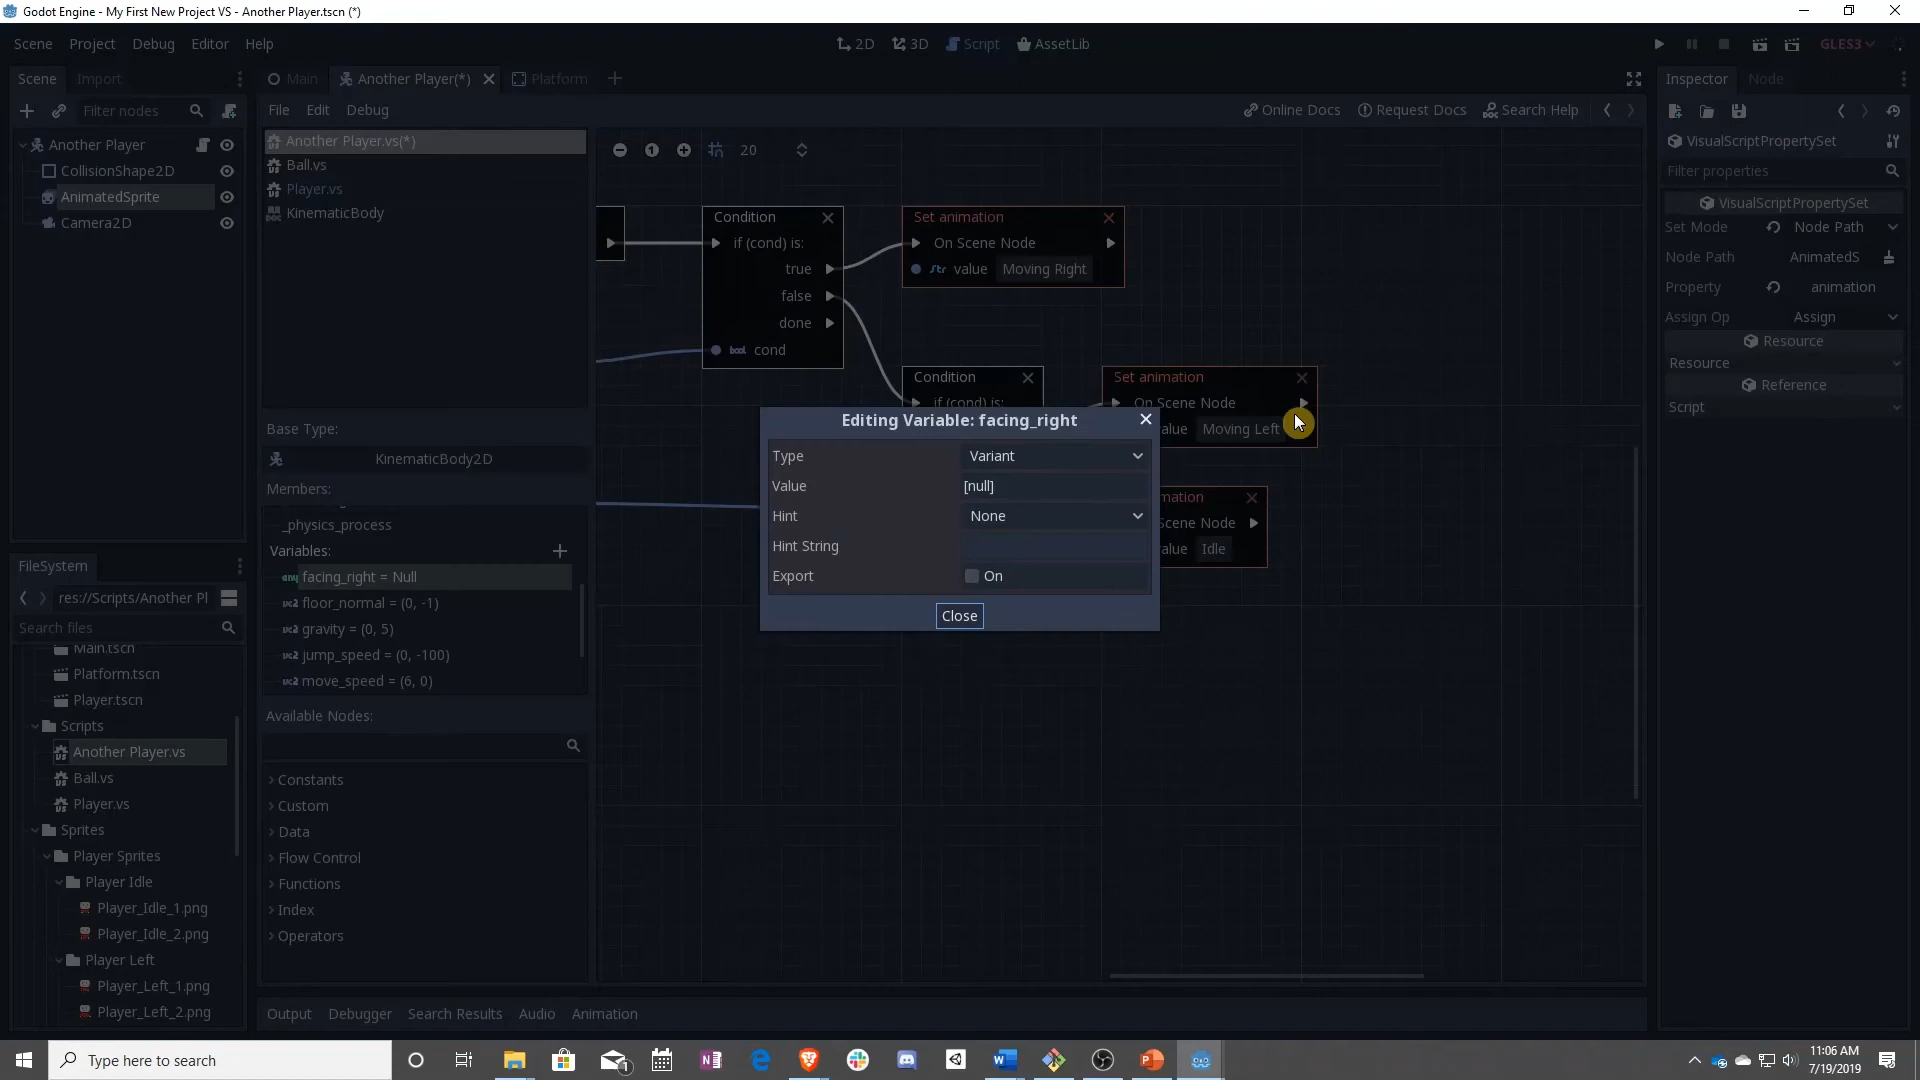 Godot Engine - My First New Project VS - Another Player.tscn (*)
Scene Project Debug Editor Help
2D 3D Script AssetLib
GLES3
Scene Import
Main Another Player(*) Platform
Inspector Node
Filter nodes
File Edit Debug
Online Docs Request Docs Search Help
Another Player
CollisionShape2D
AnimatedSprite
Camera2D
Another Player.vs(*)
Ball.vs
Player.vs
KinematicBody
Base Type:
KinematicBody2D
Members:
_physics_process
Variables:
any facing_right = Null
vc2 floor_normal = (0, -1)
vc2 gravity = (0, 5)
vc2 jump_speed = (0, -100)
vc2 move_speed = (6, 0)
Available Nodes:
Constants
Custom
Data
Flow Control
Functions
Index
Operators
20
Condition
if (cond) is:
true
false
done
bool cond
Set animation
On Scene Node
Str value Moving Right
Condition
if (cond) is:
Set animation
On Scene Node
alue Moving Left
mation
Scene Node
alue Idle
Editing Variable: facing_right
Type Variant
Value [null]
Hint None
Hint String
Export On
Close
VisualScriptPropertySet
Filter properties
VisualScriptPropertySet
Set Mode Node Path
Node Path AnimatedS
Property animation
Assign Op Assign
Resource
Resource
Reference
Script
FileSystem
res://Scripts/Another Pl
Search files
Main.tscn
Platform.tscn
Player.tscn
Scripts
Another Player.vs
Ball.vs
Player.vs
Sprites
Player Sprites
Player Idle
Player_Idle_1.png
Player_Idle_2.png
Player Left
Player_Left_1.png
Player_Left_2.png
Output Debugger Search Results Audio Animation
Type here to search
11:06 AM
7/19/2019